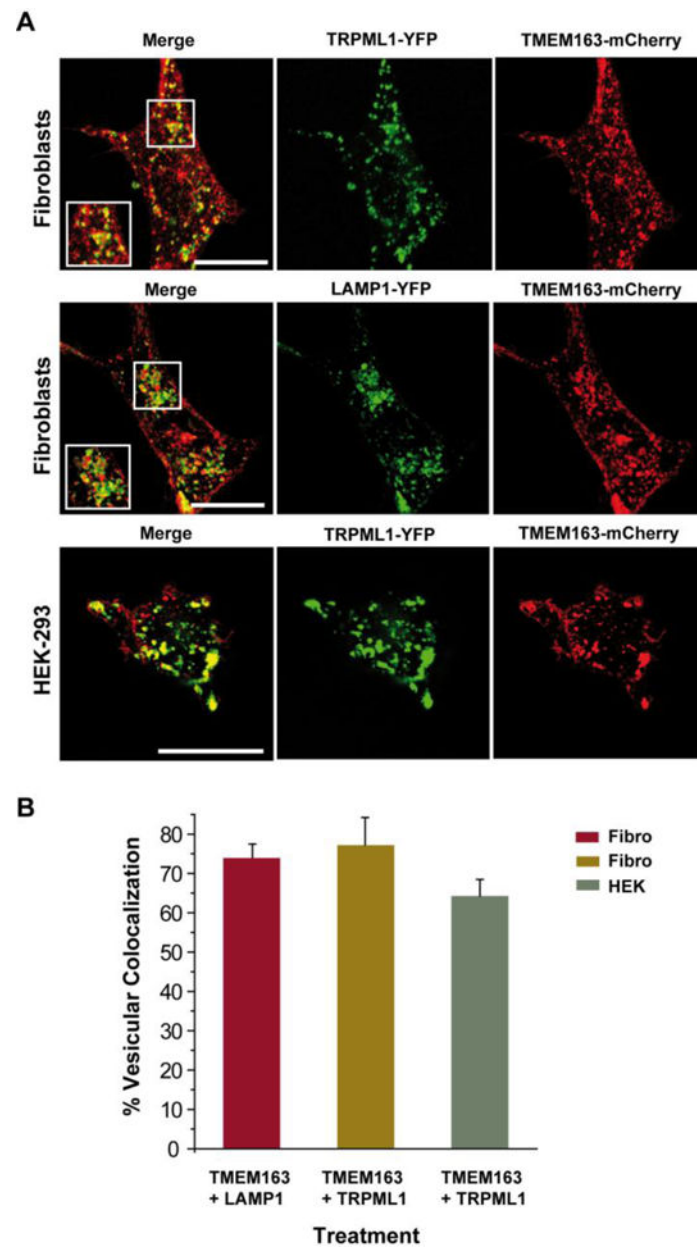 A
Merge TRPML1-YFP TMEM163-mCherry
Fibroblasts
Merge LAMP1-YFP TMEM163-mCherry
Fibroblasts
Merge TRPML1-YFP TMEM163-mCherry
HEK-293
B
% Vesicular Colocalization
80
70
60
50
40
30
20
10
0
Fibro
Fibro
HEK
TMEM163 TMEM163 TMEM163
+ LAMP1 + TRPML1 + TRPML1
Treatment